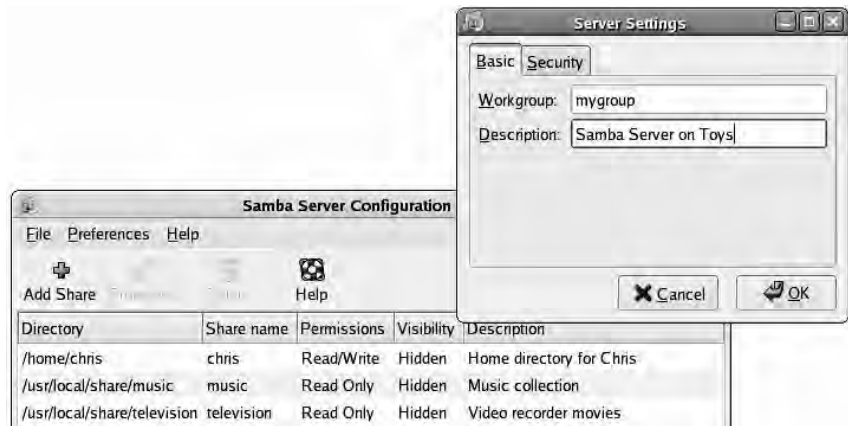 Server Settings
Basic Security
Workgroup: mygroup
Description: Samba Server on Toys
Cancel OK
Samba Server Configuration
File Preferences Help
Add Share Help
Directory Share name Permissions Visibility Description
/home/chris chris Read/Write Hidden Home directory for Chris
/usr/local/share/music music Read Only Hidden Music collection
/usr/local/share/television television Read Only Hidden Video recorder movies